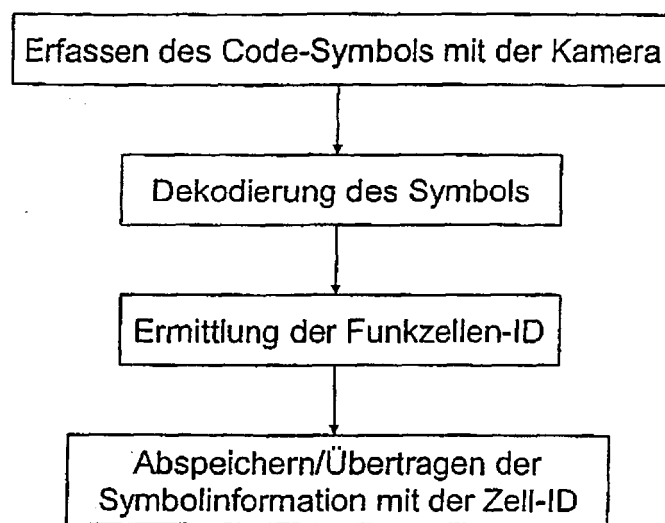 Erfassen des Code-Symbols mit der Kamera
Dekodierung des Symbols
Ermittlung der Funkzellen-ID
Abspeichern/Übertragen der
Symbolinformation mit der Zell-ID